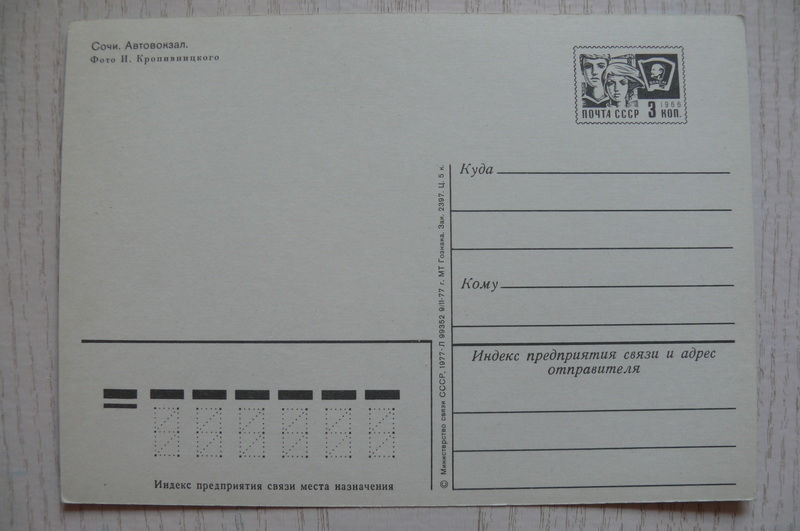 Сочи. Автовокзал.
Фото И. Кропивницкого
1966
ПОЧТА СССР 3 КОП.
Куда
Кому
Индекс предприятия связи и адрес
отправителя
© Министерство связи СССР, 1977·Л 99352 9/II-77 г. МТ Гознака. Зак. 2397. Ц. 5 к.
Индекс предприятия связи места назначения